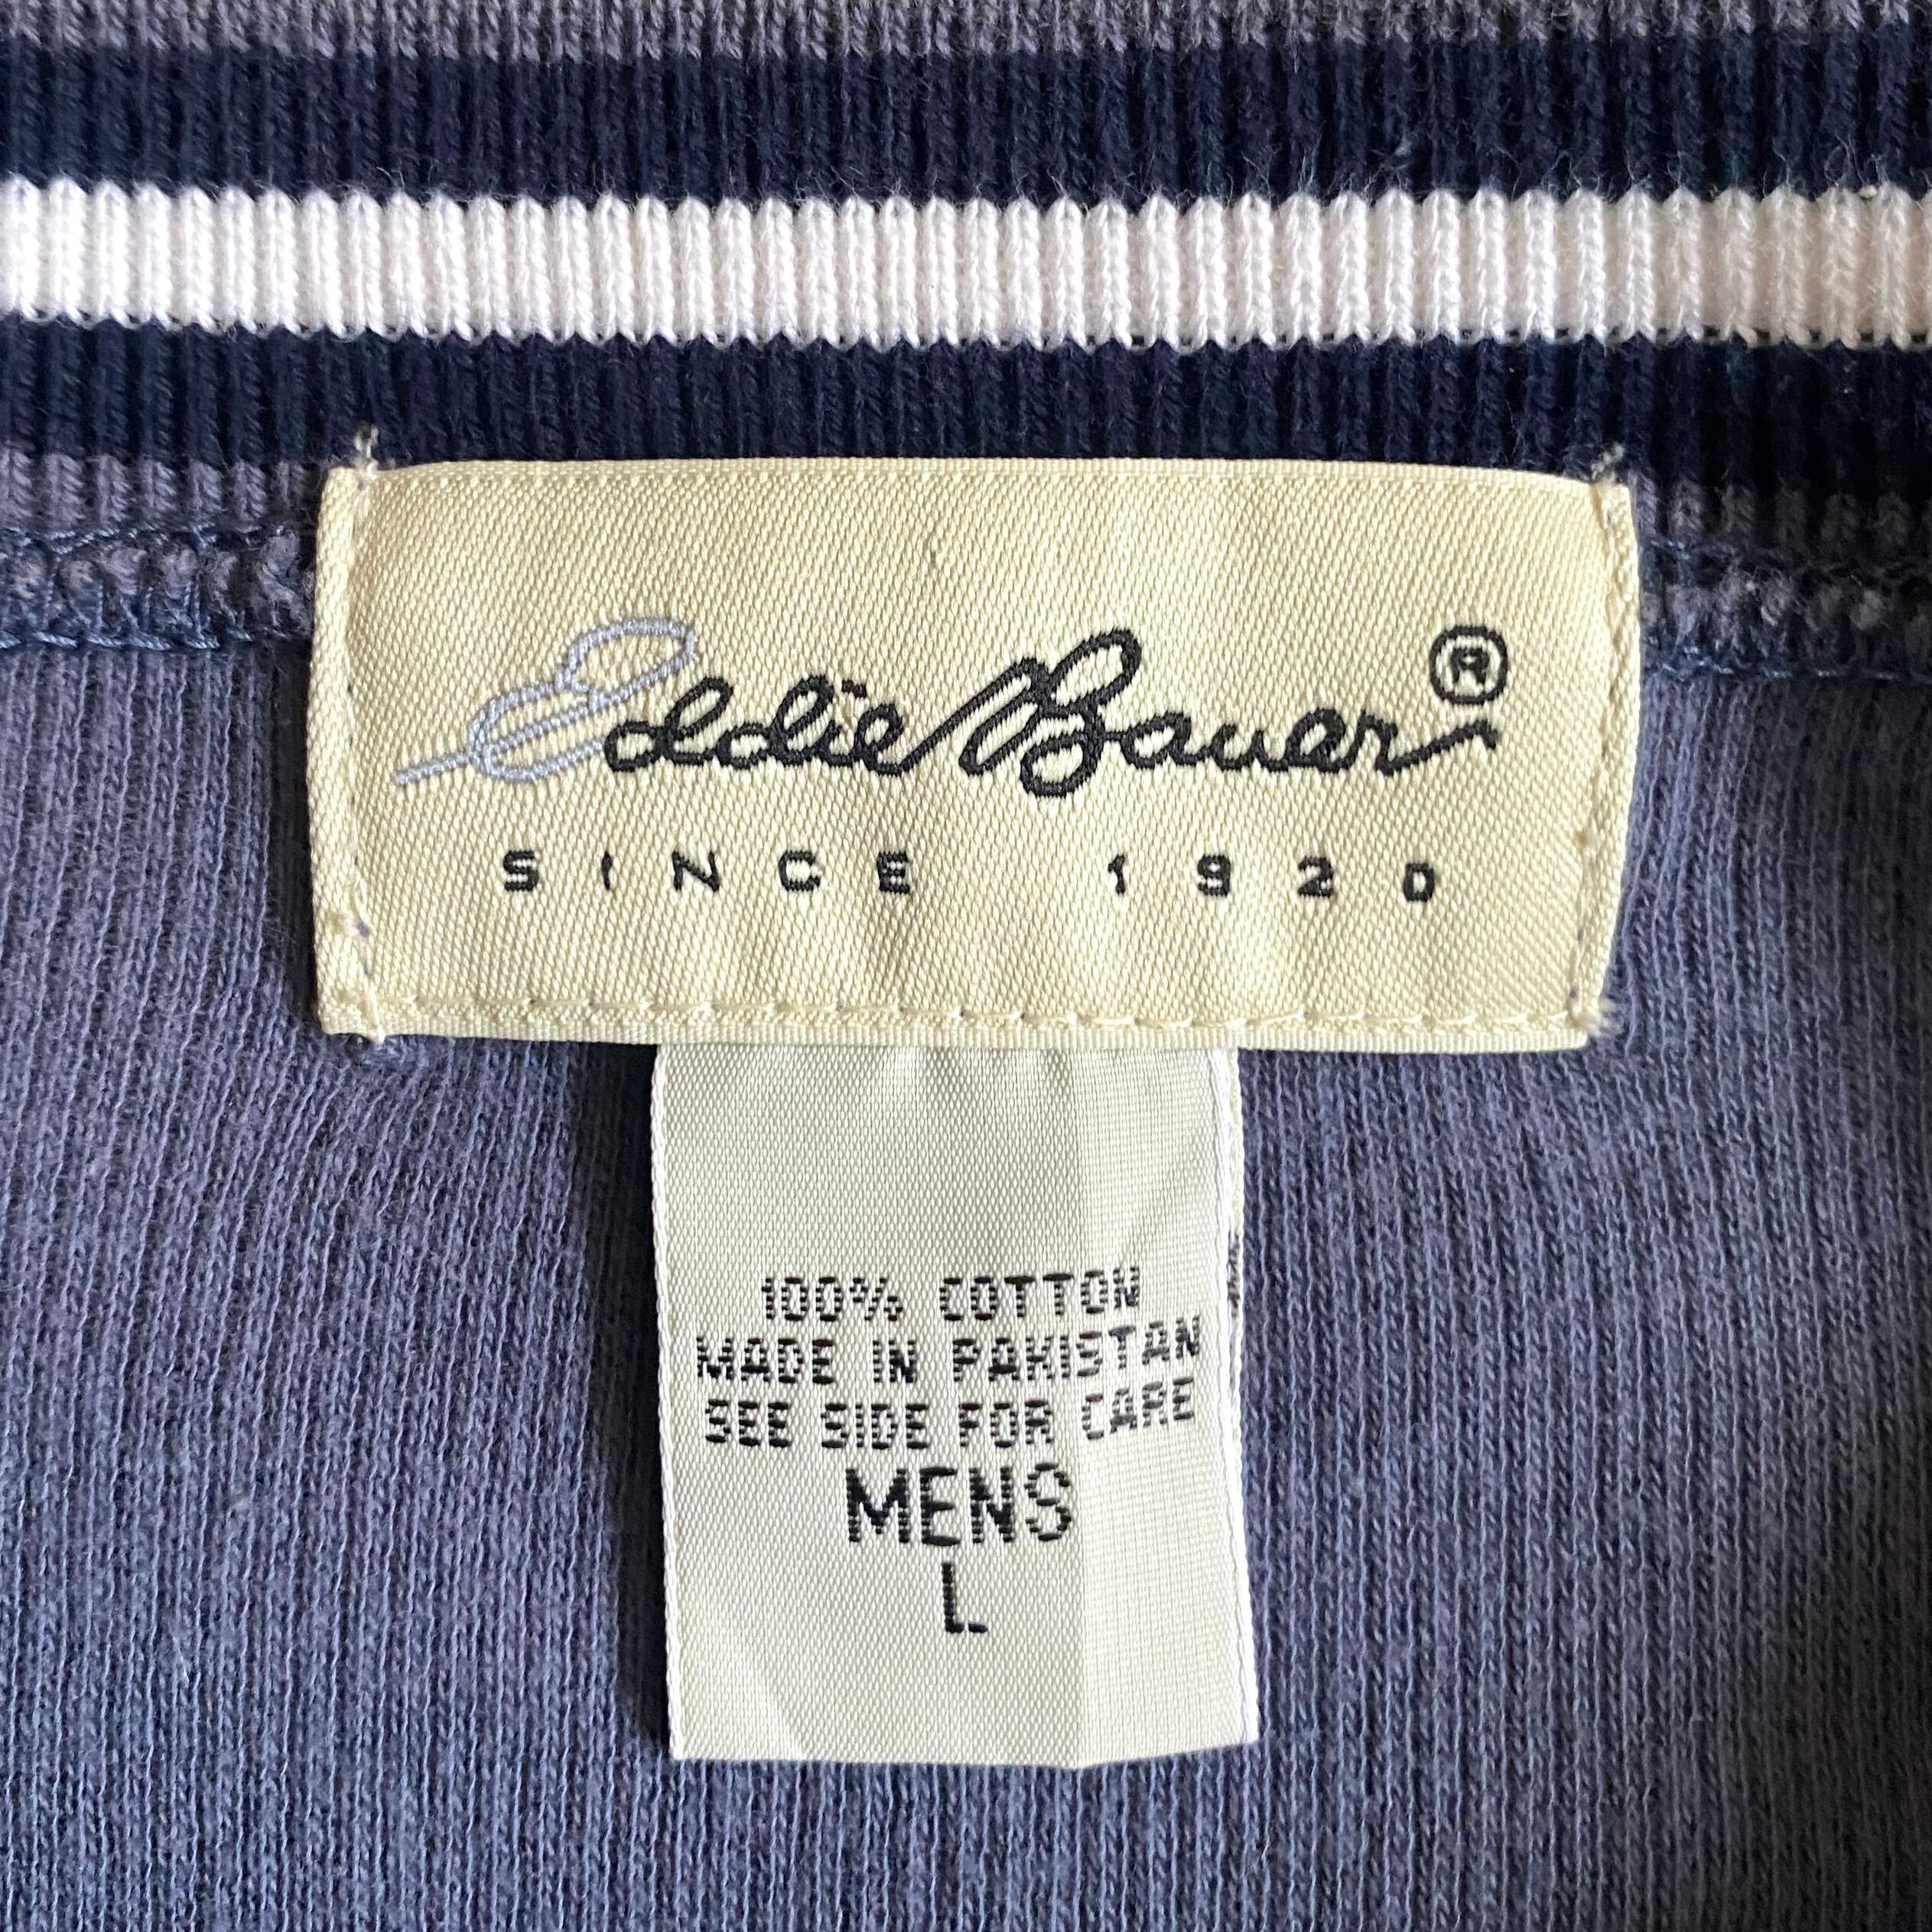 Eddie Bauer®
SINCE 1920
100% COTTON
MADE IN PAKISTAN
SEE SIDE FOR CARE
MENS
L